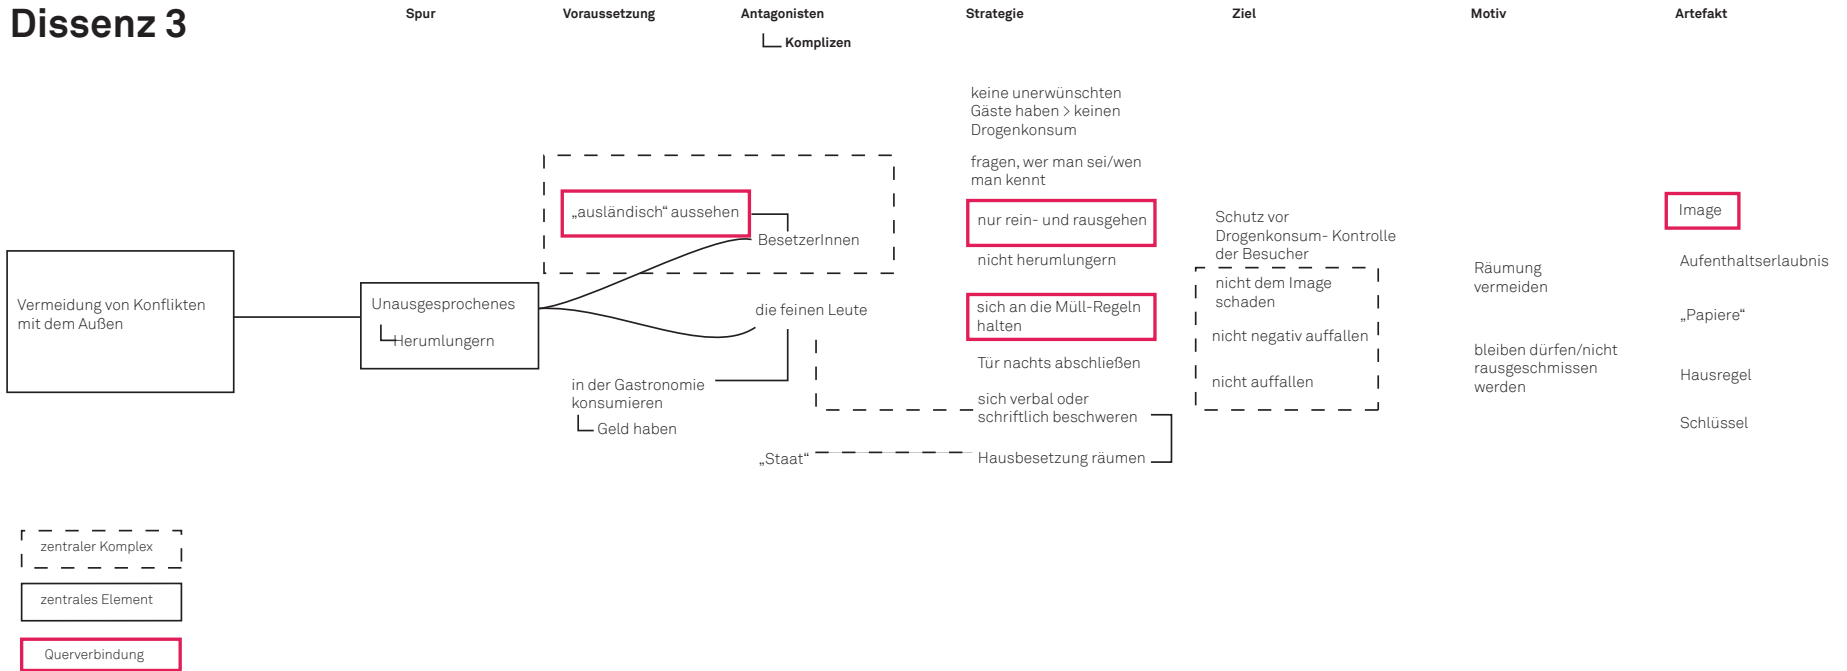 Dissenz 3
Spur
Voraussetzung
Antagonisten
Komplizen
Strategie
Ziel
Motiv
Artefakt
Vermeidung von Konflikten
mit dem Außen
Unausgesprochenes
Herumlungern
„ausländisch“ aussehen
in der Gastronomie
konsumieren
Geld haben
BesetzerInnen
die feinen Leute
„Staat“
keine unerwünschten
Gäste haben > keinen
Drogenkonsum
fragen, wer man sei/wen
man kennt
nur rein- und rausgehen
nicht herumlungern
sich an die Müll-Regeln
halten
Tür nachts abschließen
sich verbal oder
schriftlich beschweren
Hausbesetzung räumen
Schutz vor
Drogenkonsum- Kontrolle
der Besucher
nicht dem Image
schaden
nicht negativ auffallen
nicht auffallen
Räumung
vermeiden
bleiben dürfen/nicht
rausgeschmissen
werden
Image
Aufenthaltserlaubnis
„Papiere“
Hausregel
Schlüssel
zentraler Komplex
zentrales Element
Querverbindung